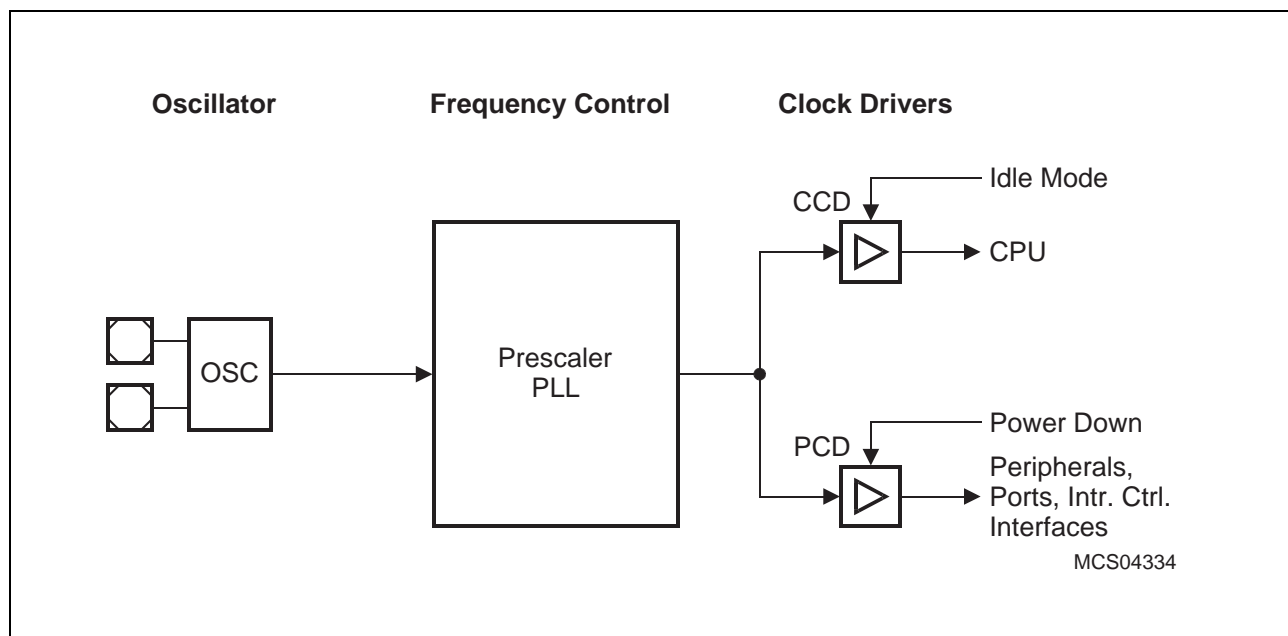 Oscillator
Frequency Control
Clock Drivers
Idle Mode
CCD
CPU
OSC
Prescaler
PLL
Power Down
PCD
Peripherals,
Ports, Intr. Ctrl.
Interfaces
MCS04334